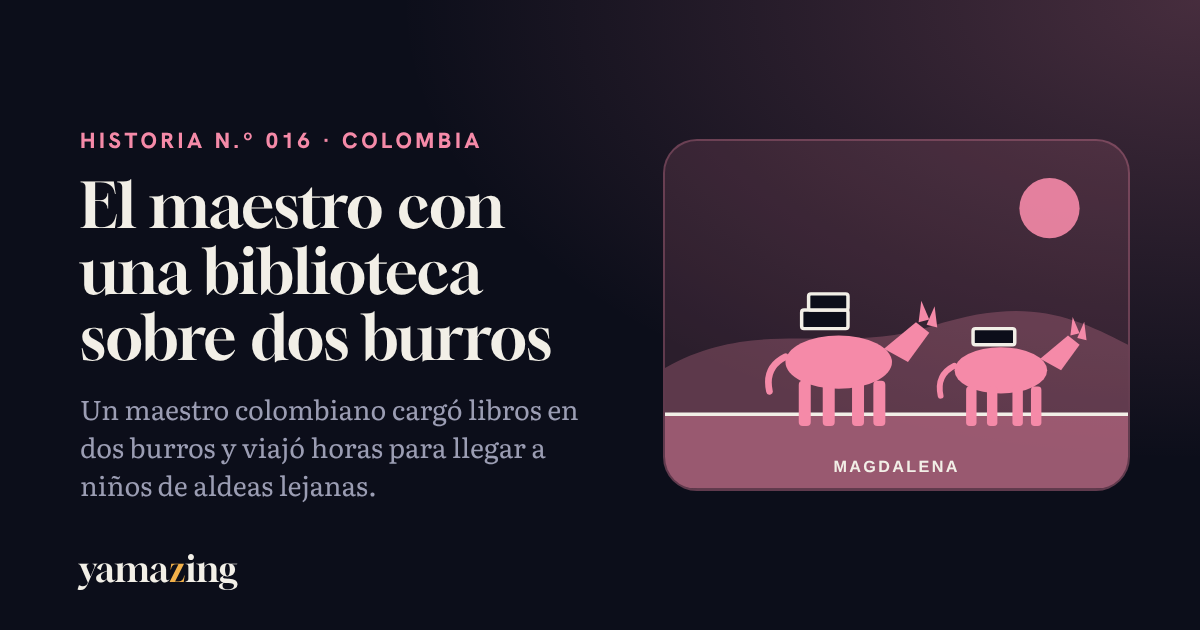 HISTORIA N.º 016 · COLOMBIA
El maestro con
una biblioteca
sobre dos burros
Un maestro colombiano cargó libros en
dos burros y viajó horas para llegar a
niños de aldeas lejanas.
MAGDALENA
yamazing